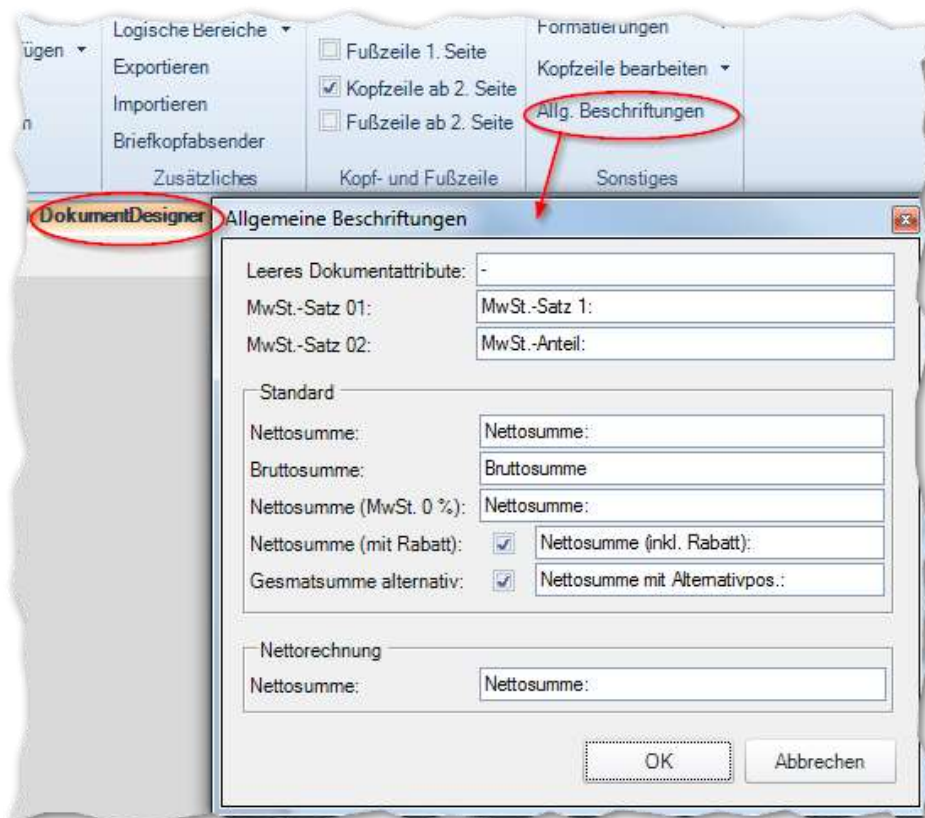 Logische Bereiche
ügen
Exportieren
Importieren
Briefkopfabsender
Zusätzliches
Fußzeile 1. Seite
Kopfzeile ab 2. Seite
Fußzeile ab 2. Seite
Kopf- und Fußzeile
Formatierungen
Kopfzeile bearbeiten
Allg. Beschriftungen
Sonstiges
DokumentDesigner
Allgemeine Beschriftungen
Leeres Dokumentattribute: -
MwSt.-Satz 01: MwSt.-Satz 1:
MwSt.-Satz 02: MwSt.-Anteil:
Standard
Nettosumme: Nettosumme:
Bruttosumme: Bruttosumme
Nettosumme (MwSt. 0 %): Nettosumme:
Nettosumme (mit Rabatt): Nettosumme (inkl. Rabatt):
Gesmatsumme alternativ: Nettosumme mit Alternativpos.:
Nettorechnung
Nettosumme: Nettosumme:
OK Abbrechen